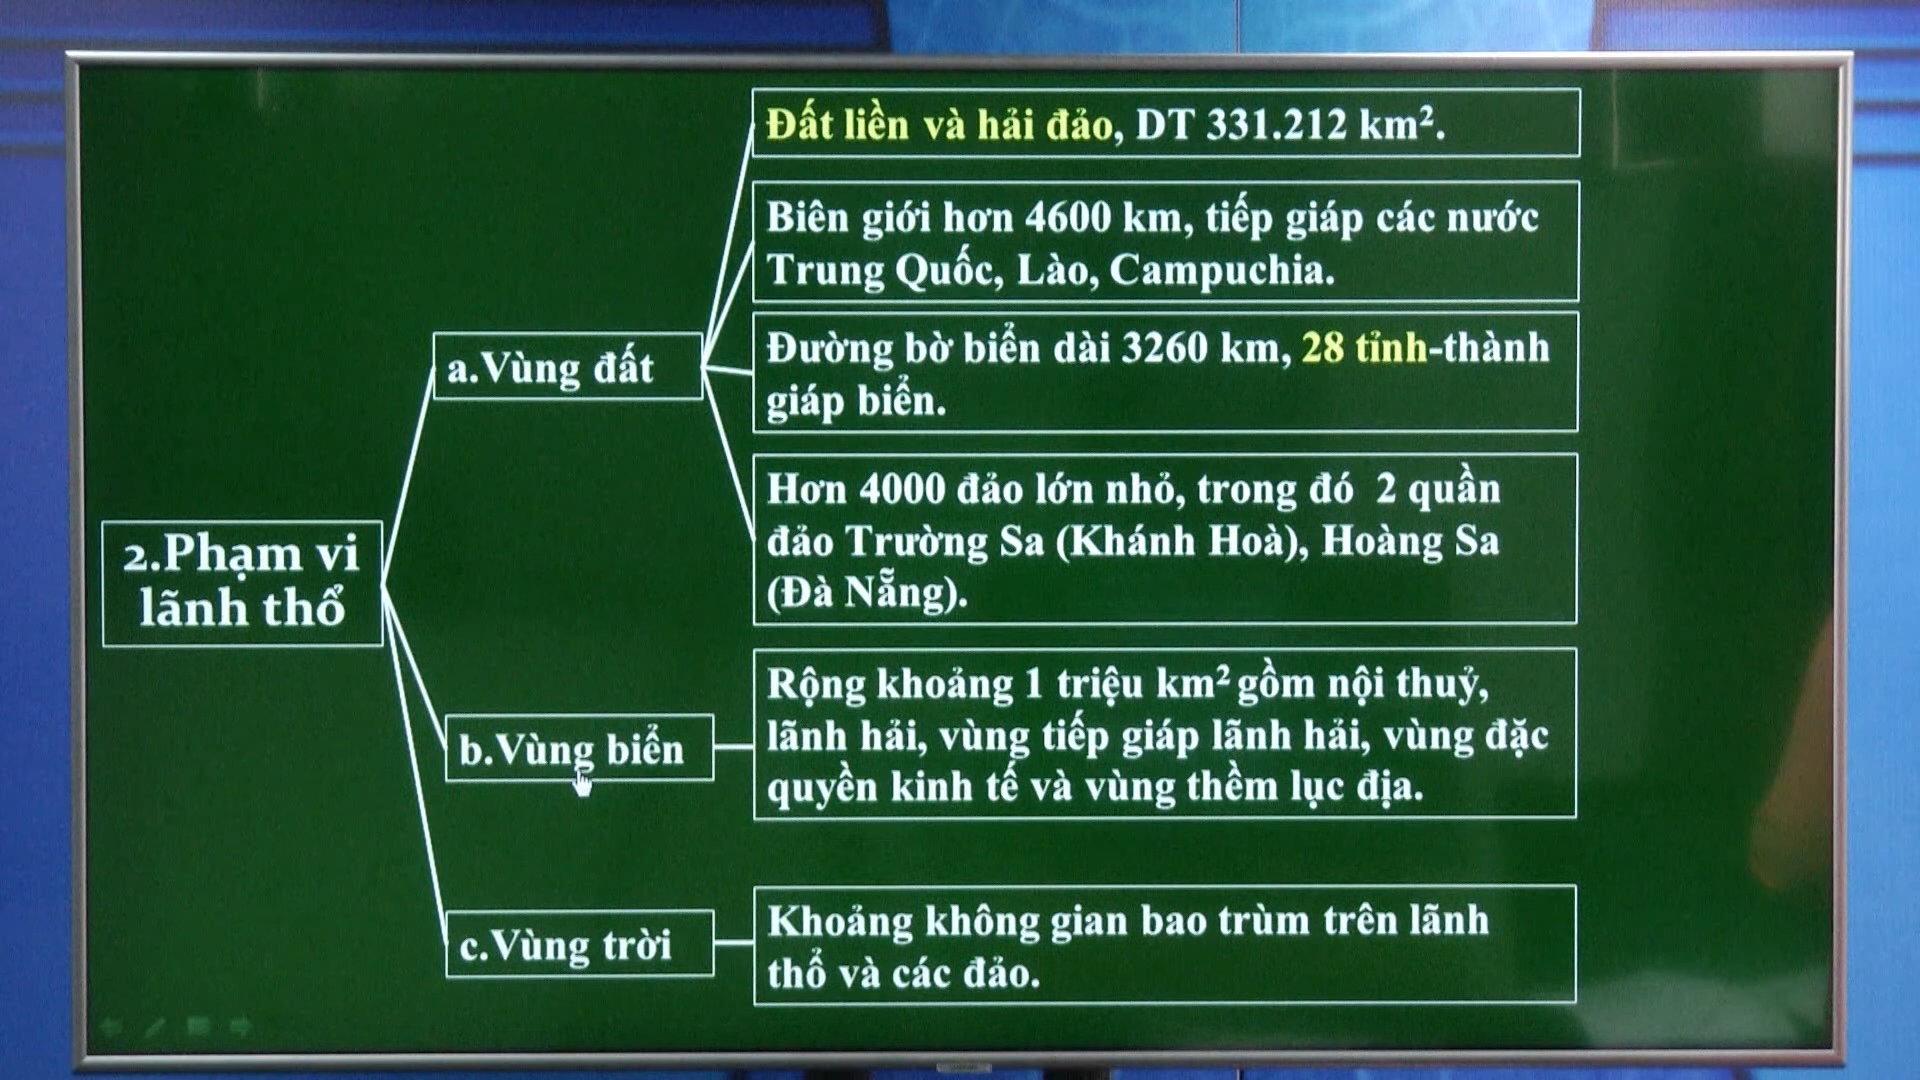 2.Phạm vi
lãnh thổ
a.Vùng đất
Đất liền và hải đảo, DT 331.212 km².
Biên giới hơn 4600 km, tiếp giáp các nước
Trung Quốc, Lào, Campuchia.
Đường bờ biển dài 3260 km, 28 tỉnh-thành
giáp biển.
Hơn 4000 đảo lớn nhỏ, trong đó 2 quần
đảo Trường Sa (Khánh Hoà), Hoàng Sa
(Đà Nẵng).
b.Vùng biển
Rộng khoảng 1 triệu km² gồm nội thuỷ,
lãnh hải, vùng tiếp giáp lãnh hải, vùng đặc
quyền kinh tế và vùng thềm lục địa.
c.Vùng trời
Khoảng không gian bao trùm trên lãnh
thổ và các đảo.